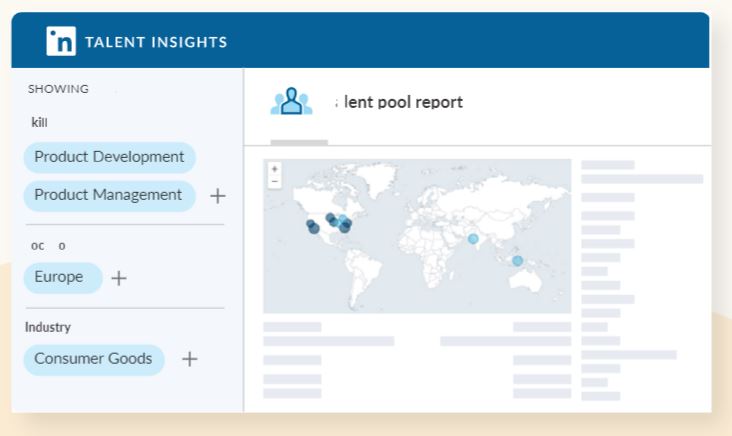 in TALENT INSIGHTS
SHOWING
kill
Product Development
Product Management +
oc o
Europe +
Industry
Consumer Goods +
lent pool report
+
−